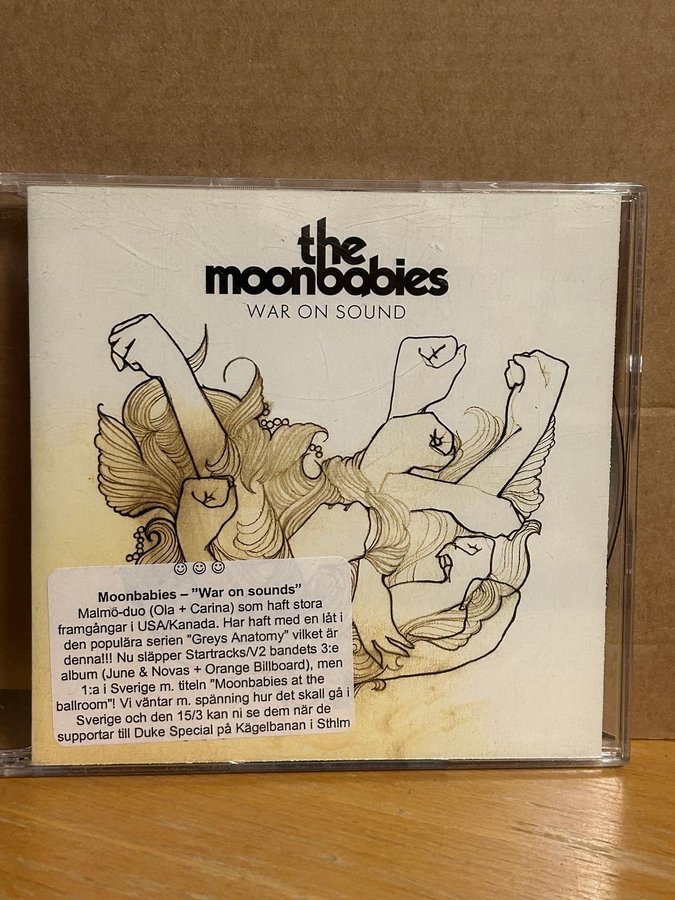 the
moonbabies
WAR ON SOUND
Moonbabies – "War on sounds"
Malmö-duo (Ola + Carina) som haft stora
framgångar i USA/Kanada. Har haft med en låt i
den populära serien "Greys Anatomy" vilket är
denna!!! Nu släpper Startracks/V2 bandets 3:e
album (June & Novas + Orange Billboard), men
1:a i Sverige m. titeln "Moonbabies at the
ballroom"! Vi väntar m. spänning hur det skall gå i
Sverige och den 15/3 kan ni se dem när de
supportar till Duke Special på Kägelbanan i Sthlm